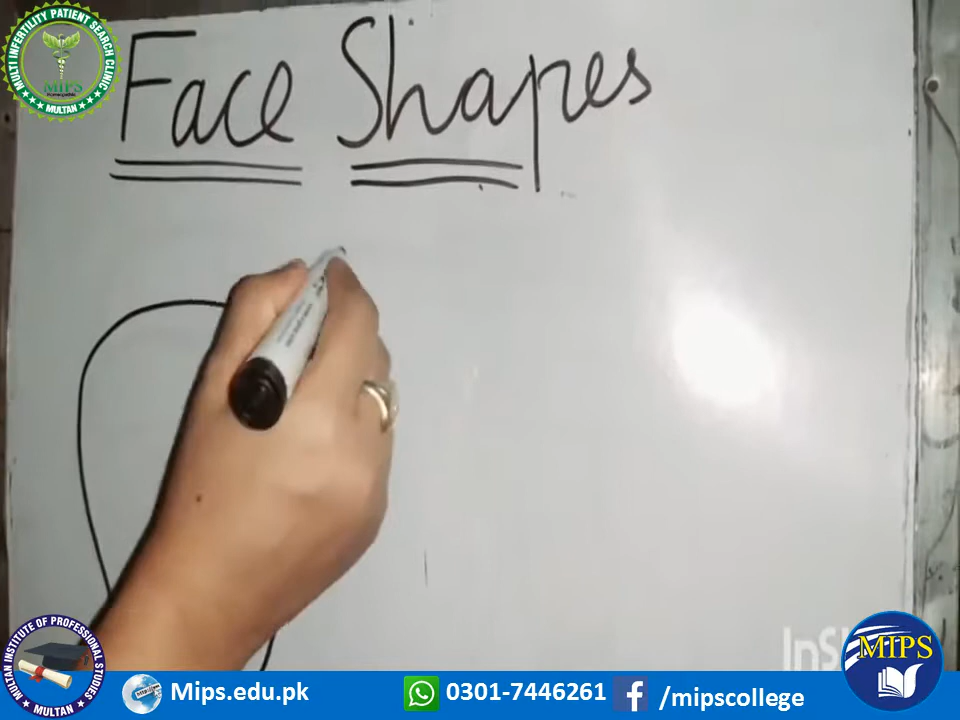 MULTI INFERTILITY PATIENT SEARCH CLINIC
MIPS
Homeopathic
MULTAN
Face Shapes
MULTAN INSTITUTE OF PROFESSIONAL STUDIES
MULTAN
Mips.edu.pk
0301-7446261
/mipscollege
MIPS